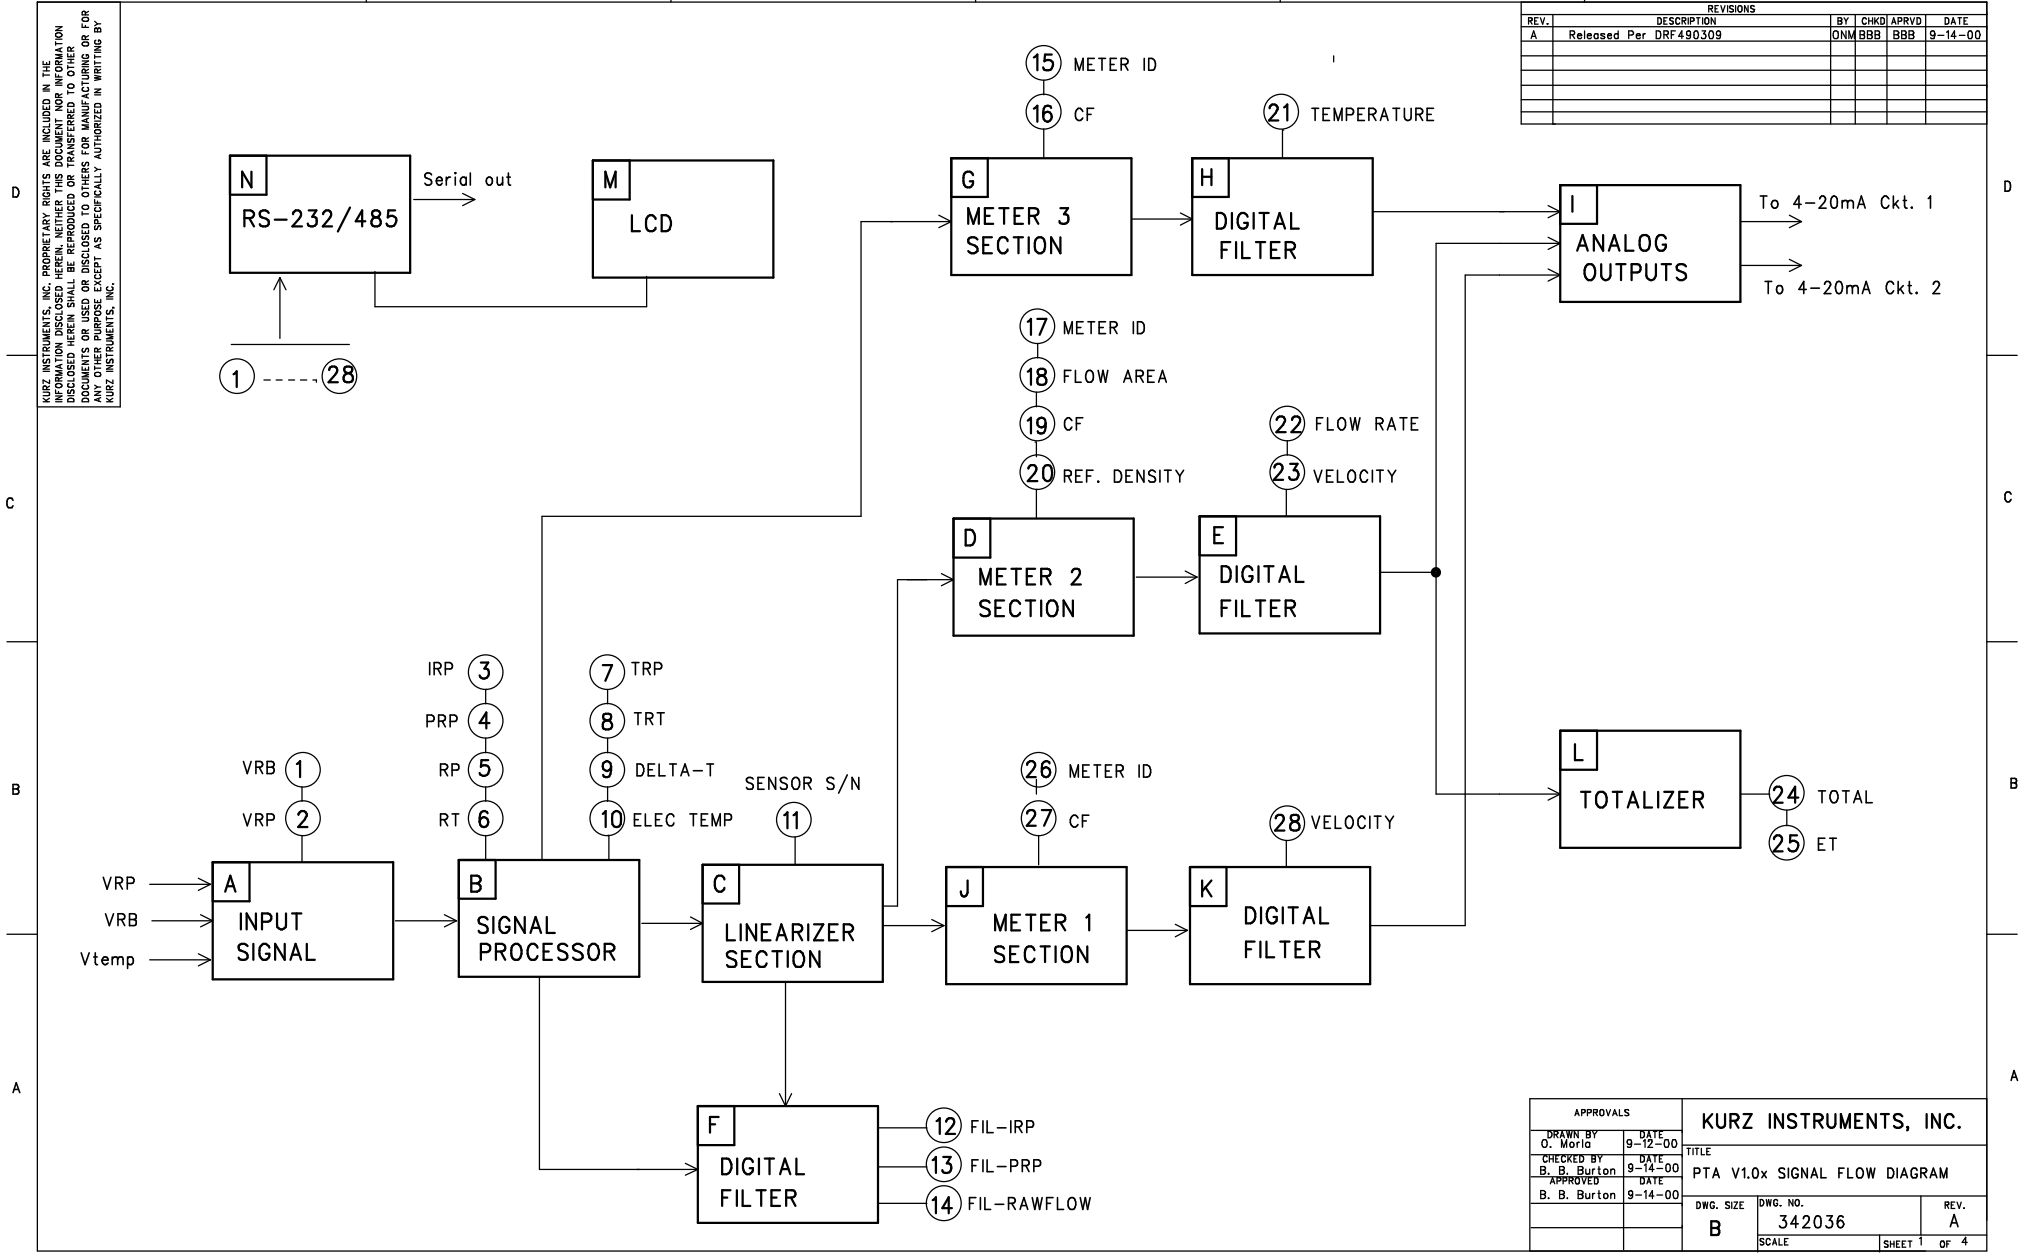 KURZ INSTRUMENTS, INC. PROPRIETARY RIGHTS ARE INCLUDED IN THE
INFORMATION DISCLOSED HEREIN. NEITHER THIS DOCUMENT NOR INFORMATION
DISCLOSED HEREIN SHALL BE REPRODUCED OR TRANSFERRED TO OTHER
DOCUMENTS OR USED OR DISCLOSED TO OTHERS FOR MANUFACTURING OR FOR
ANY OTHER PURPOSE EXCEPT AS SPECIFICALLY AUTHORIZED IN WRITTING BY
KURZ INSTRUMENTS, INC.
REVISIONS
REV. DESCRIPTION BY CHKD APRVD DATE
A Released Per DRF490309 ONM BBB BBB 9-14-00
D
D
C
C
B
B
A
A
N
RS-232/485
Serial out
1 ----- 28
M
LCD
15 METER ID
16 CF
G
METER 3
SECTION
21 TEMPERATURE
H
DIGITAL
FILTER
I
ANALOG
OUTPUTS
To 4-20mA Ckt. 1
To 4-20mA Ckt. 2
17 METER ID
18 FLOW AREA
19 CF
20 REF. DENSITY
D
METER 2
SECTION
22 FLOW RATE
23 VELOCITY
E
DIGITAL
FILTER
IRP 3
PRP 4
RP 5
RT 6
7 TRP
8 TRT
9 DELTA-T
10 ELEC TEMP
VRB 1
VRP 2
VRP
VRB
Vtemp
A
INPUT
SIGNAL
B
SIGNAL
PROCESSOR
SENSOR S/N
11
C
LINEARIZER
SECTION
26 METER ID
27 CF
J
METER 1
SECTION
28 VELOCITY
K
DIGITAL
FILTER
L
TOTALIZER
24 TOTAL
25 ET
F
DIGITAL
FILTER
12 FIL-IRP
13 FIL-PRP
14 FIL-RAWFLOW
APPROVALS
DRAWN BY DATE
O. Morla 9-12-00
CHECKED BY DATE
B. B. Burton 9-14-00
APPROVED DATE
B. B. Burton 9-14-00
KURZ INSTRUMENTS, INC.
TITLE
PTA V1.0x SIGNAL FLOW DIAGRAM
DWG. SIZE
B
DWG. NO.
342036
REV.
A
SCALE
SHEET 1 OF 4